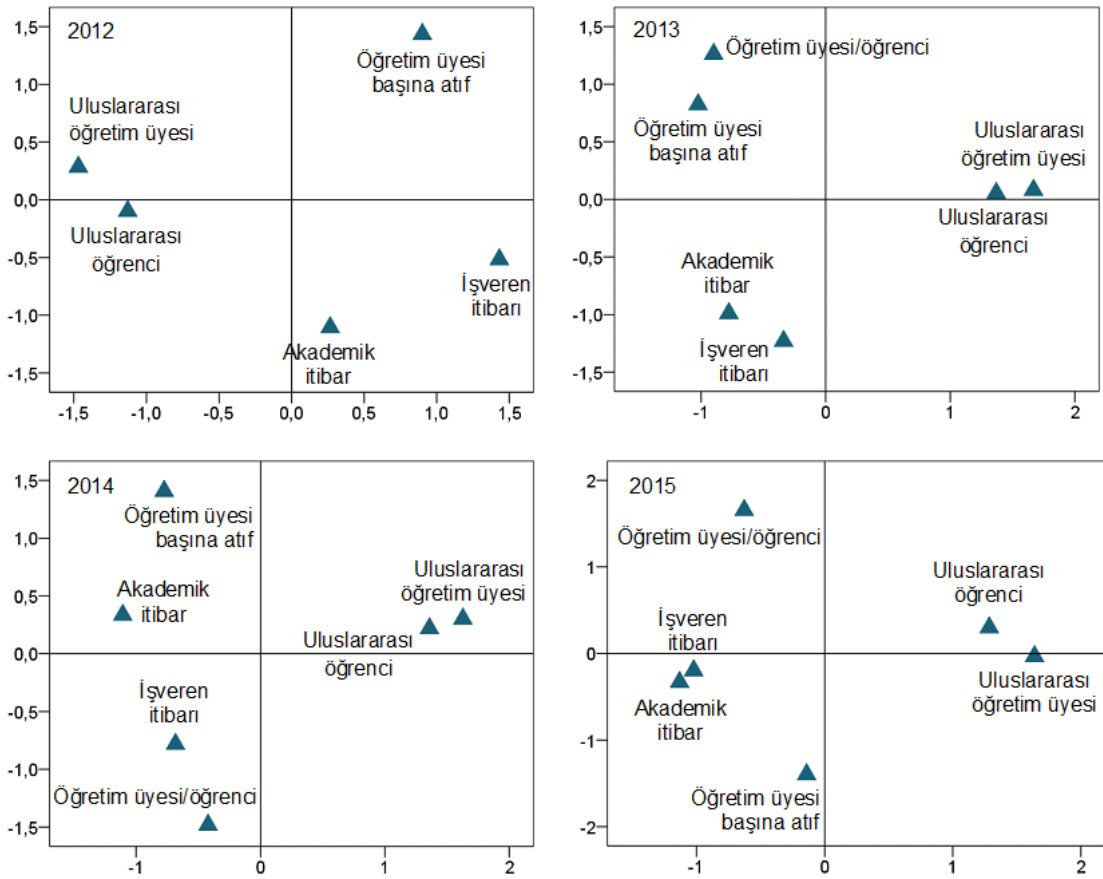 2012
1,5
1,0
0,5
0,0
-0,5
-1,0
-1,5
Öğretim üyesi
başına atıf
Uluslararası
öğretim üyesi
Uluslararası
öğrenci
İşveren
itibarı
Akademik
itibar
-1,5 -1,0 -0,5 0,0 0,5 1,0 1,5
2013
1,5
1,0
0,5
0,0
-0,5
-1,0
-1,5
Öğretim üyesi/öğrenci
Öğretim üyesi
başına atıf
Uluslararası
öğretim üyesi
Uluslararası
öğrenci
Akademik
itibar
İşveren
itibarı
-1 0 1 2
2014
1,5
1,0
0,5
0,0
-0,5
-1,0
-1,5
Öğretim üyesi
başına atıf
Akademik
itibar
Uluslararası
öğretim üyesi
Uluslararası
öğrenci
İşveren
itibarı
Öğretim üyesi/öğrenci
-1 0 1 2
2015
2
1
0
-1
-2
Öğretim üyesi/öğrenci
Uluslararası
öğrenci
İşveren
itibarı
Akademik
itibar
Uluslararası
öğretim üyesi
Öğretim üyesi
başına atıf
-1 0 1 2